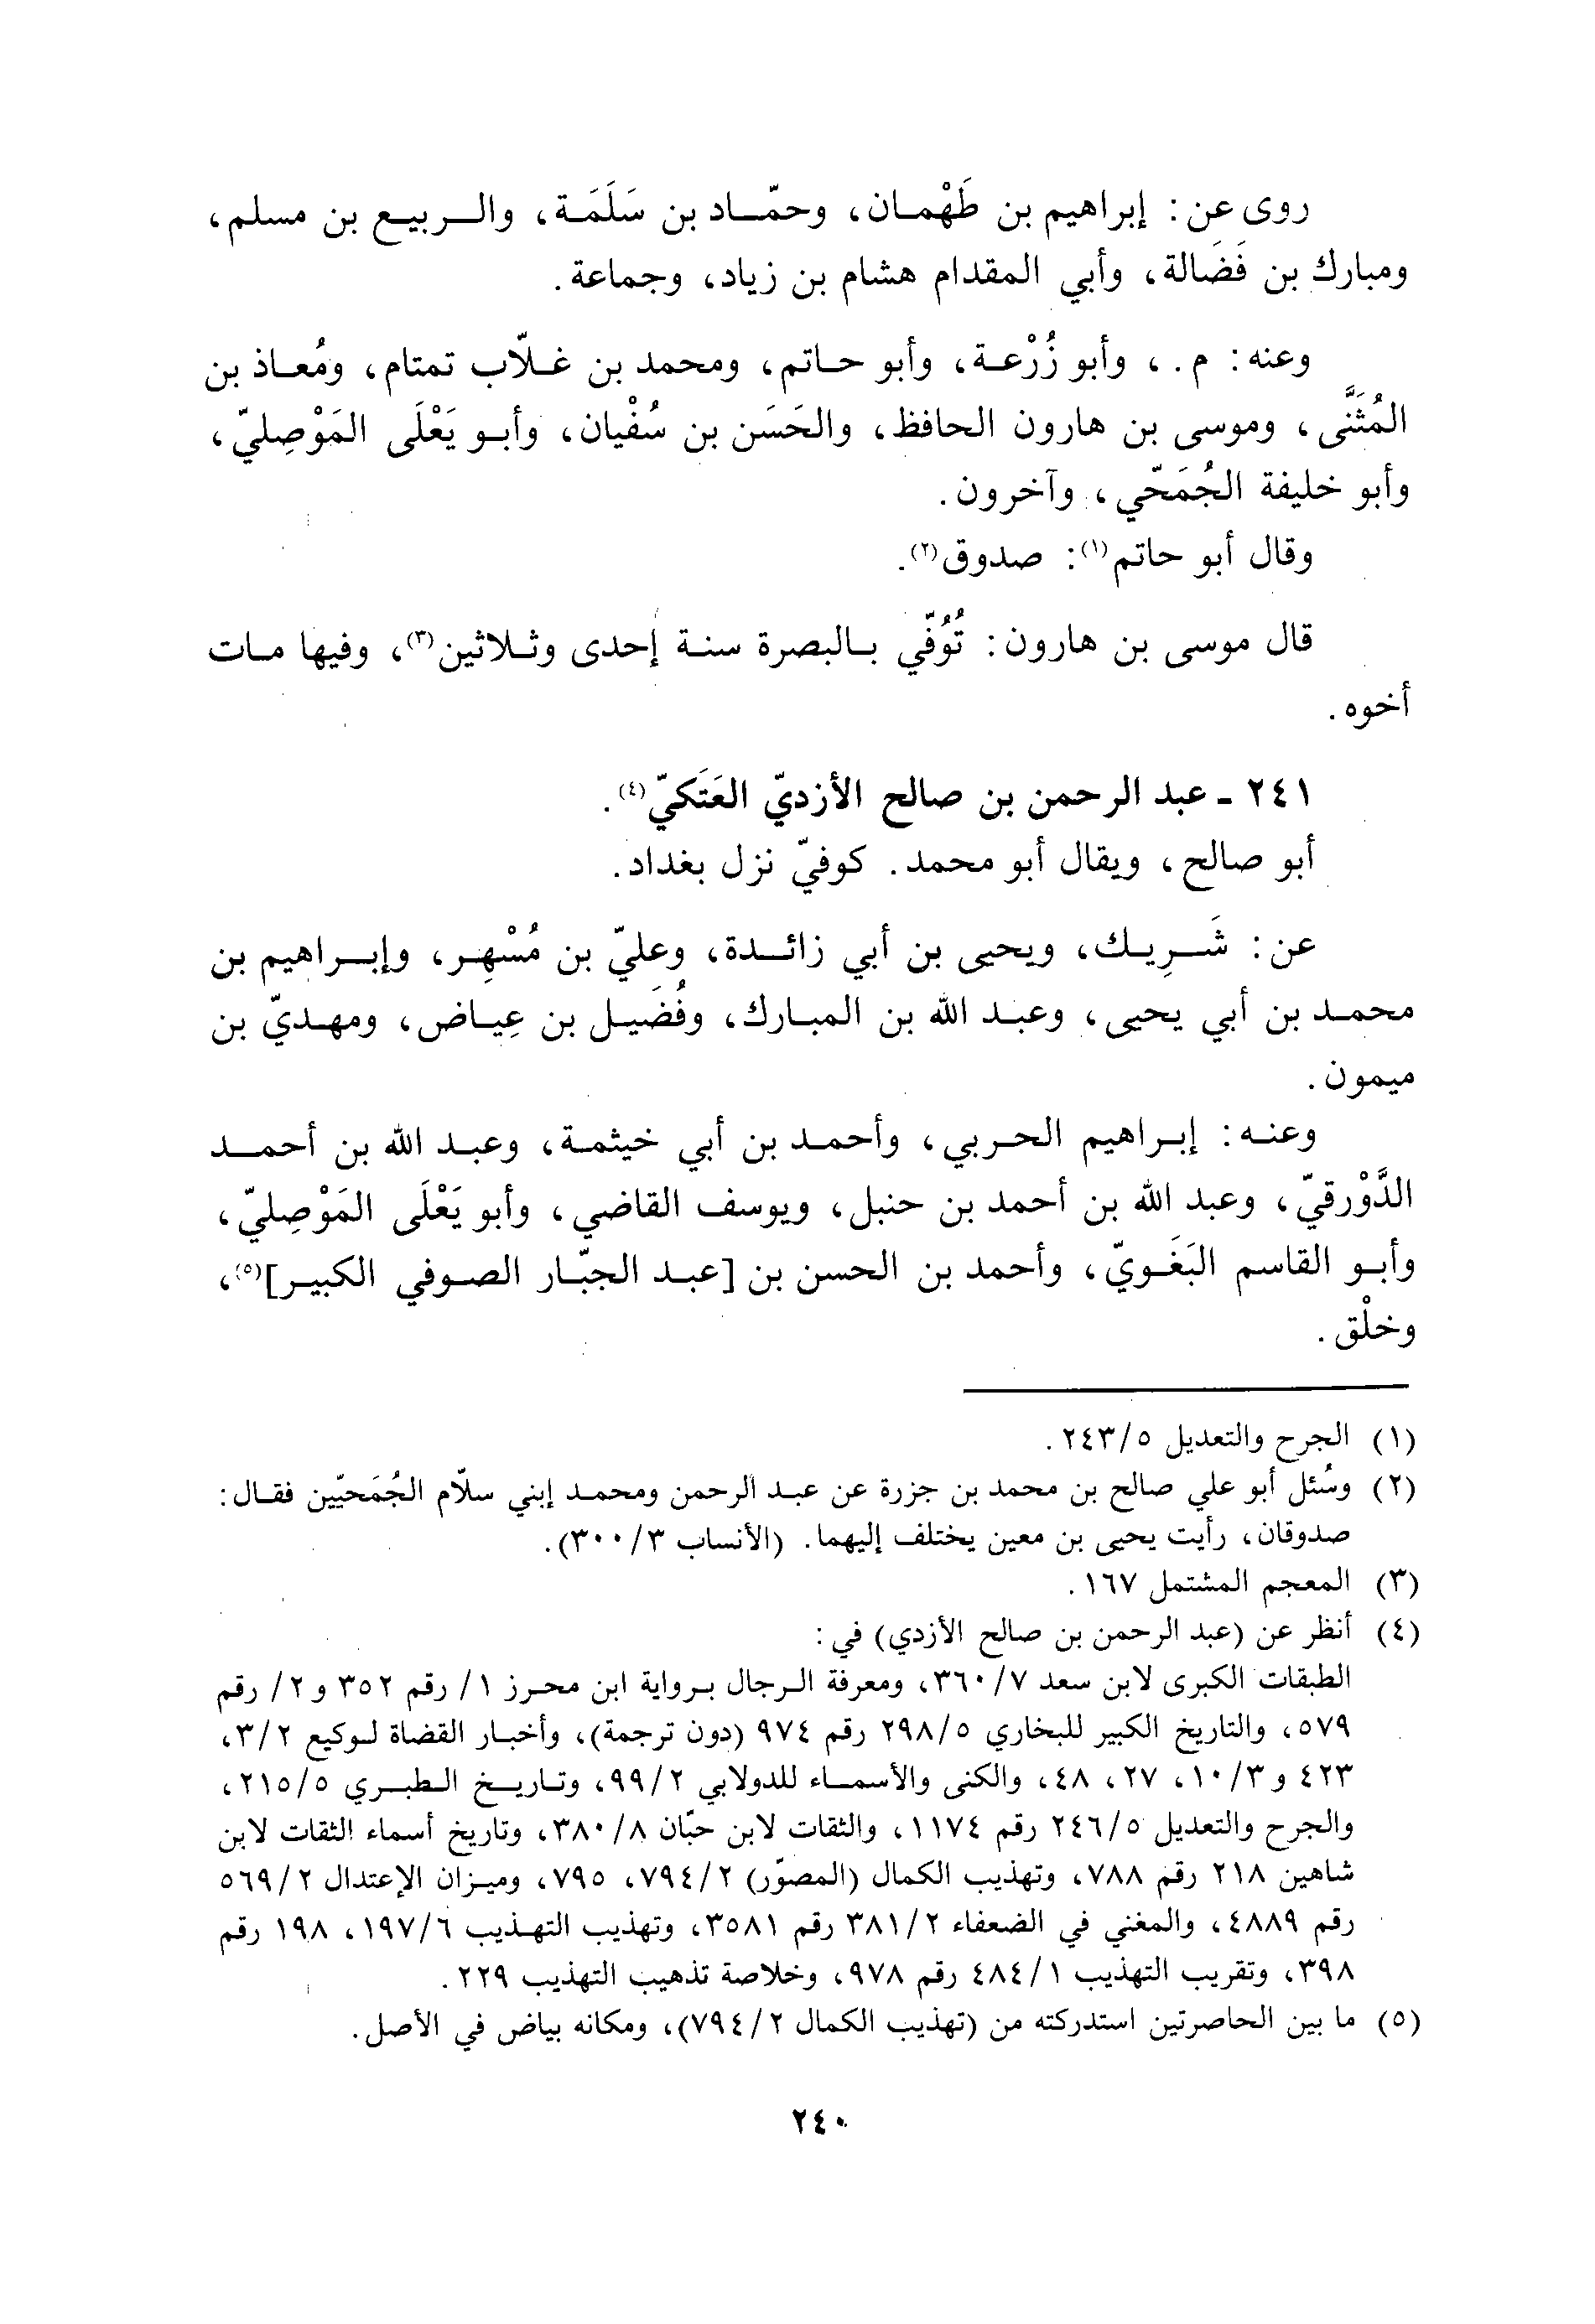 روى عن: إبراهيم بن طَهْمان، وحمّاد بن سَلَمَة، والربيع بن مسلم،
ومبارك بن فَضَالة، وأبي المقدام هشام بن زياد، وجماعة.
وعنه: م.، وأبو زُرْعة، وأبو حاتم، ومحمد بن غلّاب تمتام، ومُعاذ بن
المُثَنَّى، وموسى بن هارون الحافظ، والحَسَن بن سُفْيان، وأبو يَعْلَى المَوْصِليّ،
وأبو خليفة الجُمَحّي، وآخرون.
وقال أبو حاتم(١): صدوق(٢).
قال موسى بن هارون: تُوُفّي بالبصرة سنة إحدى وثلاثين(٣)، وفيها مات
أخوه.
٢٤١ ـ عبد الرحمن بن صالح الأزديّ العَتَكيّ(٤).
أبو صالح، ويقال أبو محمد. كوفيّ نزل بغداد.
عن: شَرِيك، ويحيى بن أبي زائدة، وعليّ بن مُسْهِر، وإبراهيم بن
محمد بن أبي يحيى، وعبد الله بن المبارك، وفُضَيل بن عِياض، ومهديّ بن
ميمون.
وعنه: إبراهيم الحربي، وأحمد بن أبي خيثمة، وعبد الله بن أحمد
الدَّوْرقيّ، وعبد الله بن أحمد بن حنبل، ويوسف القاضي، وأبو يَعْلَى المَوْصِليّ،
وأبو القاسم البَغَويّ، وأحمد بن الحسن بن [عبد الجبّار الصوفي الكبير](٥)،
وخلْق.
(١) الجرح والتعديل ٥/٢٤٣.
(٢) وسُئل أبو علي صالح بن محمد بن جزرة عن عبد الرحمن ومحمد إبني سلّام الجُمَحيّين فقال:
صدوقان، رأيت يحيى بن معين يختلف إليهما. (الأنساب ٣/٣٠٠).
(٣) المعجم المشتمل ١٦٧.
(٤) أنظر عن (عبد الرحمن بن صالح الأزدي) في:
الطبقات الكبرى لابن سعد ٧/٣٦٠، ومعرفة الرجال برواية ابن محرز ١/ رقم ٣٥٢ و٢/ رقم
٥٧٩، والتاريخ الكبير للبخاري ٥/٢٩٨ رقم ٩٧٤ (دون ترجمة)، وأخبار القضاة لوكيع ٢/٣،
٤٢٣ و٣/١٠، ٢٧، ٤٨، والكنى والأسماء للدولابي ٢/٩٩، وتاريخ الطبري ٥/٢١٥،
والجرح والتعديل ٥/٢٤٦ رقم ١١٧٤، والثقات لابن حبّان ٨/٣٨٠، وتاريخ أسماء الثقات لابن
شاهين ٢١٨ رقم ٧٨٨، وتهذيب الكمال (المصوّر) ٢/٧٩٤، ٧٩٥، وميزان الإعتدال ٢/٥٦٩
رقم ٤٨٨٩، والمغني في الضعفاء ٢/٣٨١ رقم ٣٥٨١، وتهذيب التهذيب ٦/١٩٧، ١٩٨ رقم
٣٩٨، وتقريب التهذيب ١/٤٨٤ رقم ٩٧٨، وخلاصة تذهيب التهذيب ٢٢٩.
(٥) ما بين الحاصرتين استدركته من (تهذيب الكمال ٢/٧٩٤)، ومكانه بياض في الأصل.
٢٤٠